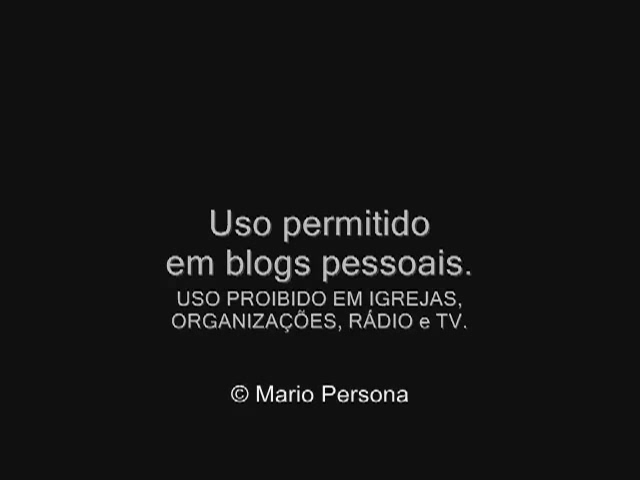 Uso permitido
em blogs pessoais.
USO PROIBIDO EM IGREJAS,
ORGANIZAÇÕES, RÁDIO e TV.
© Mario Persona